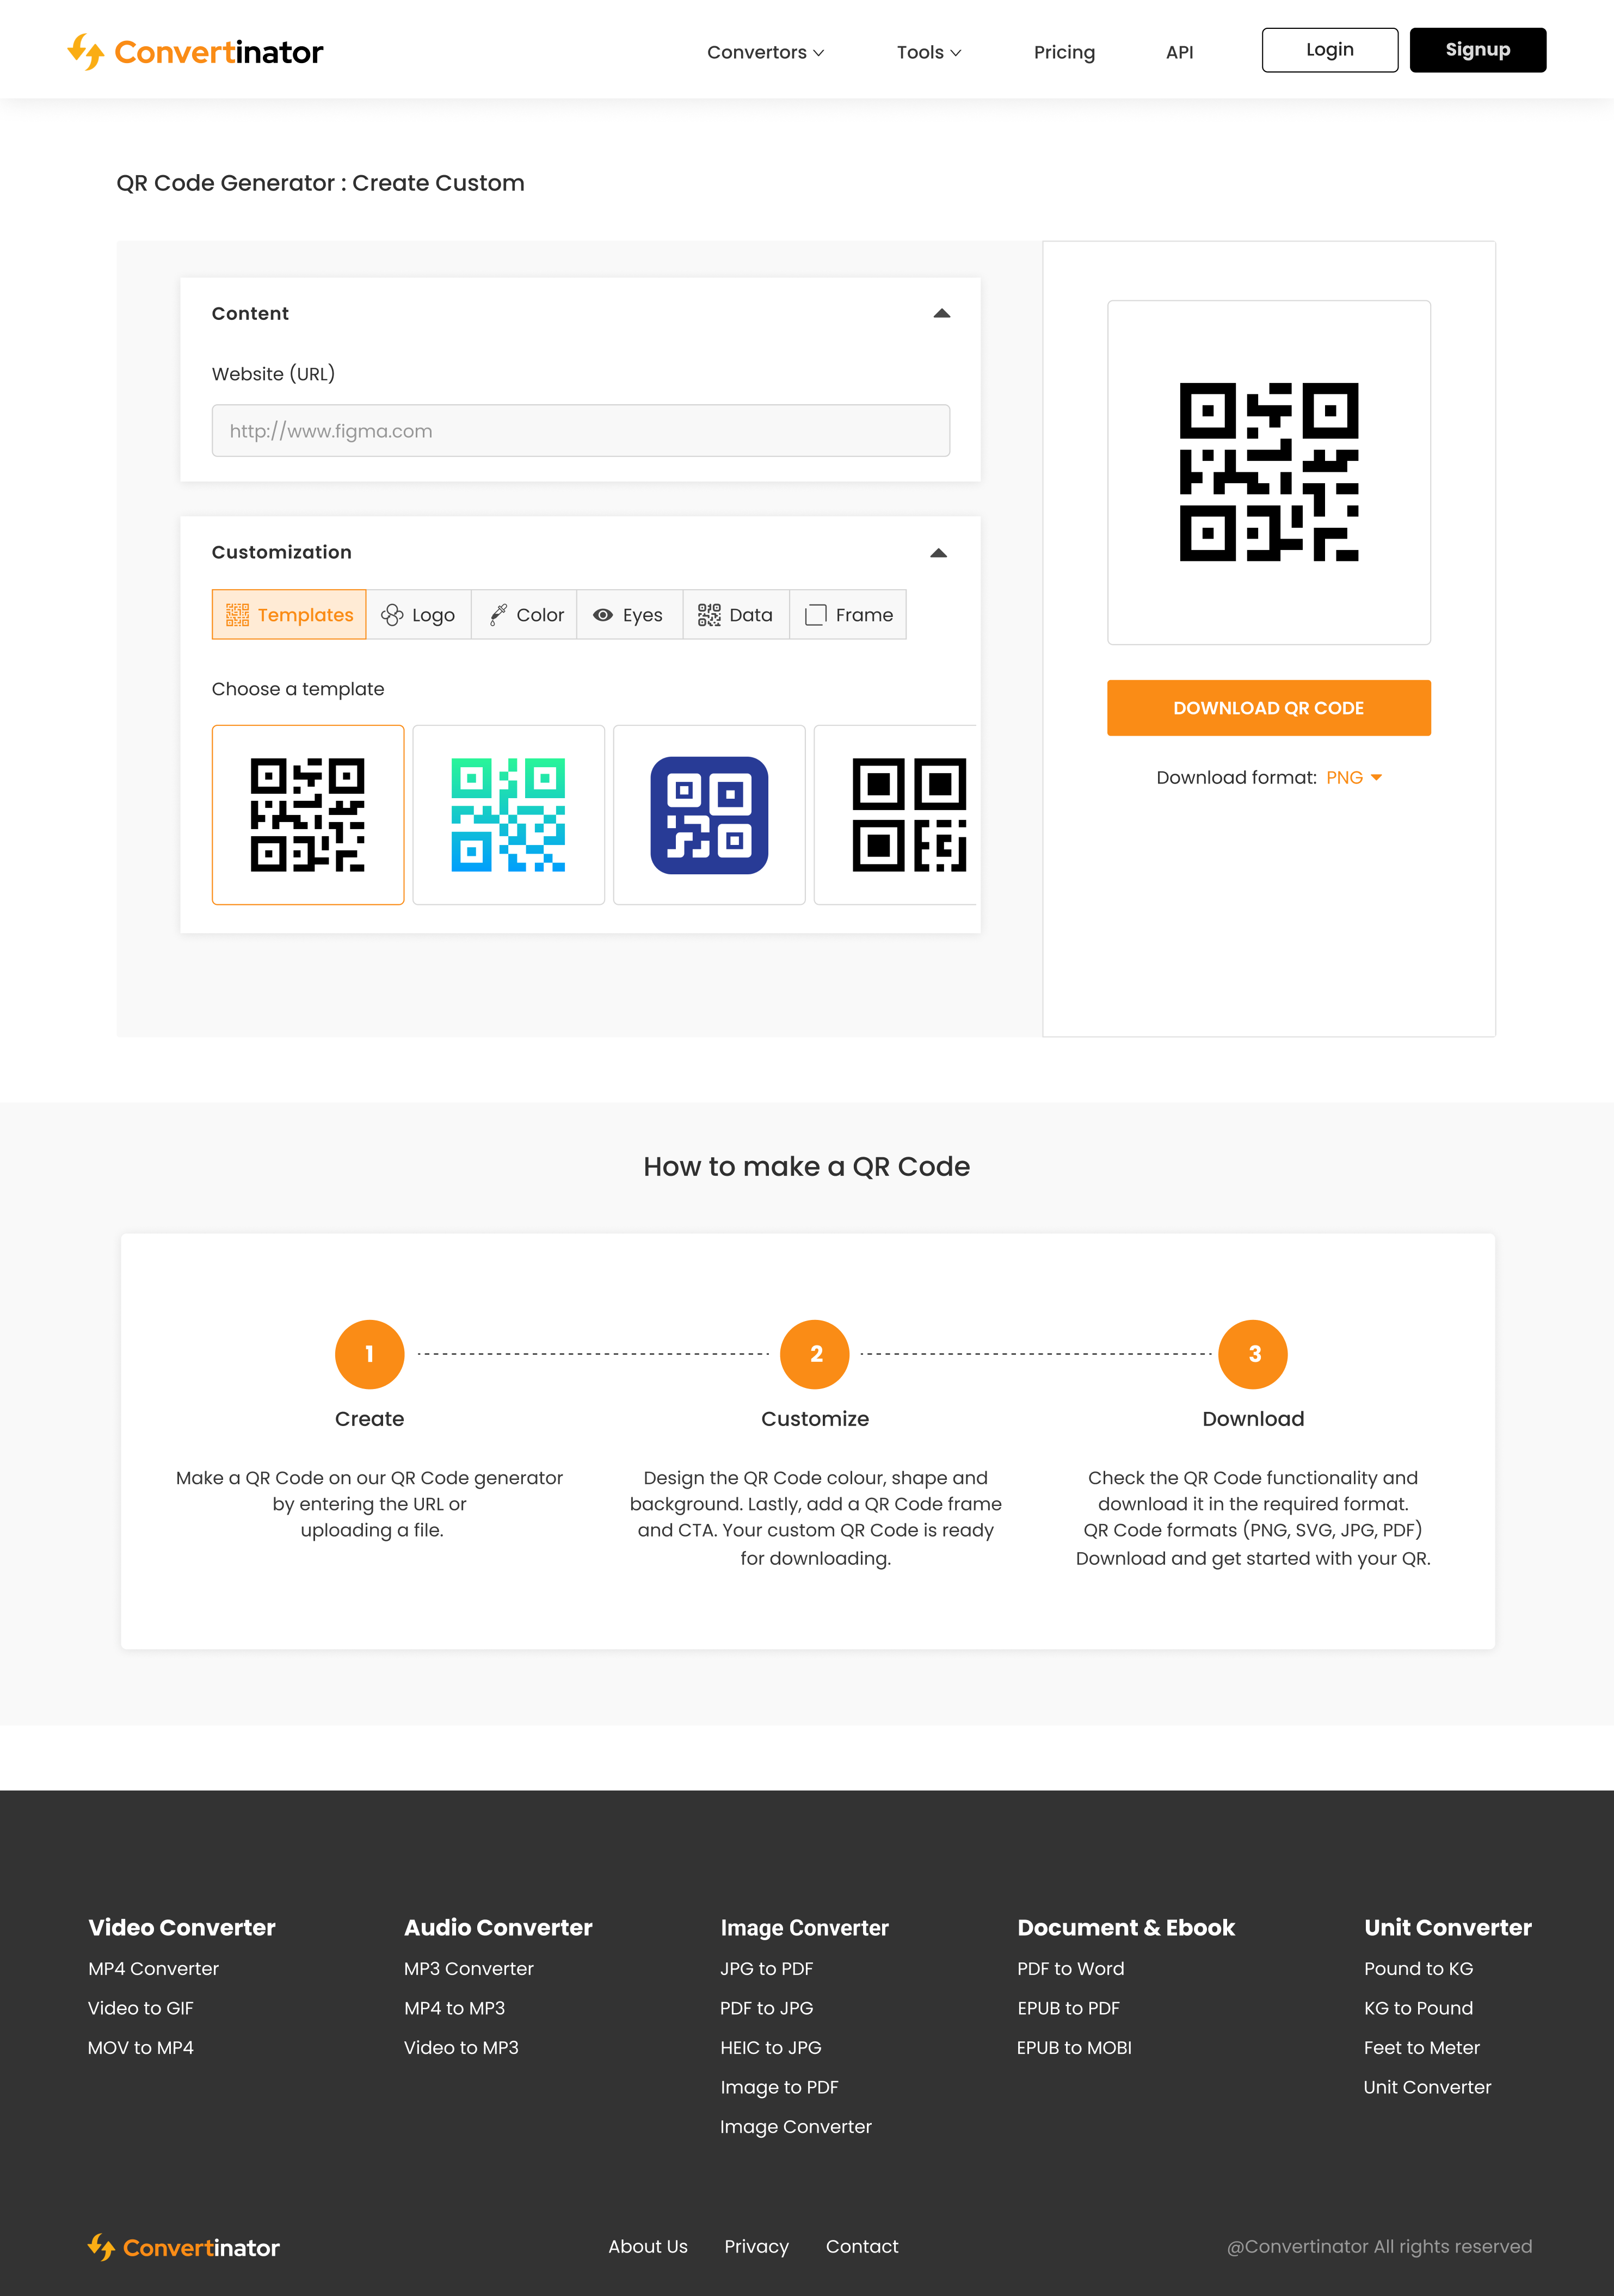 Convertinator
Convertors
Tools
Pricing
API
Login
Signup
QR Code Generator : Create Custom
Content
Website (URL)
http://www.figma.com
Customization
Templates
Logo
Color
Eyes
Data
Frame
Choose a template
DOWNLOAD QR CODE
Download format: PNG
How to make a QR Code
1
2
3
Create
Make a QR Code on our QR Code generator
by entering the URL or
uploading a file.
Customize
Design the QR Code colour, shape and
background. Lastly, add a QR Code frame
and CTA. Your custom QR Code is ready
for downloading.
Download
Check the QR Code functionality and
download it in the required format.
QR Code formats (PNG, SVG, JPG, PDF)
Download and get started with your QR.
Video Converter
MP4 Converter
Video to GIF
MOV to MP4
Audio Converter
MP3 Converter
MP4 to MP3
Video to MP3
Image Converter
JPG to PDF
PDF to JPG
HEIC to JPG
Image to PDF
Image Converter
Document & Ebook
PDF to Word
EPUB to PDF
EPUB to MOBI
Unit Converter
Pound to KG
KG to Pound
Feet to Meter
Unit Converter
Convertinator
About Us
Privacy
Contact
@Convertinator All rights reserved